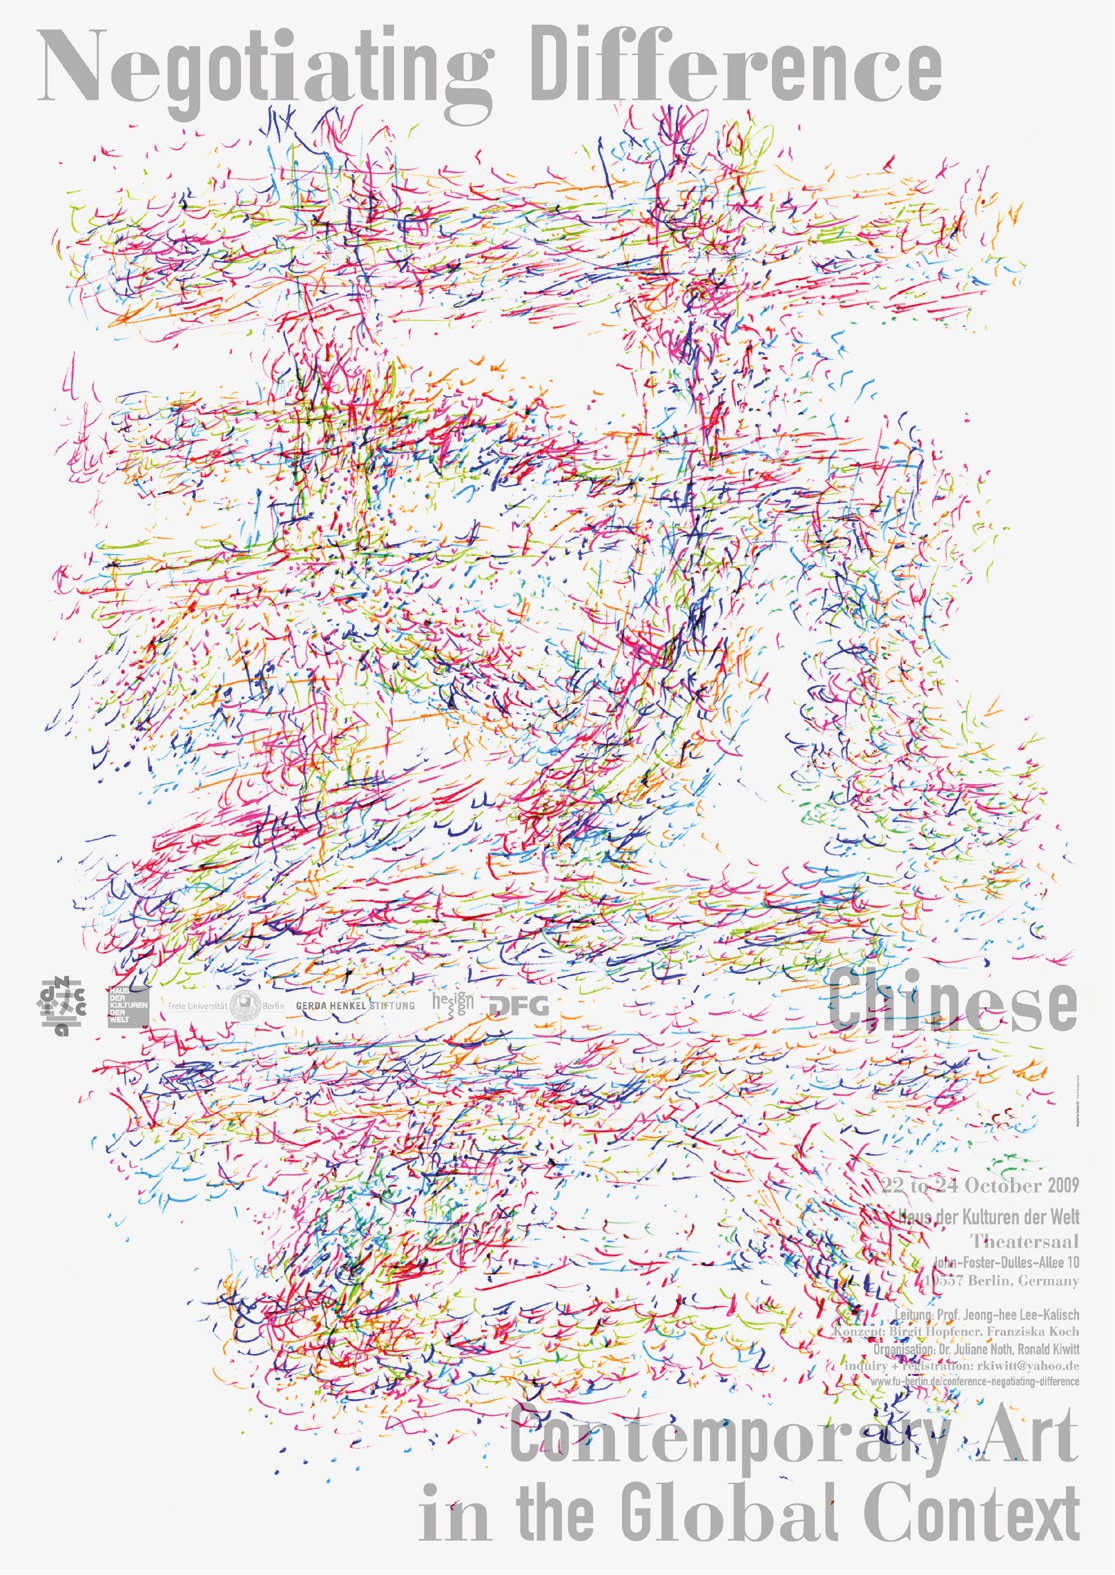 Negotiating Difference
藝
HAUS
DER
KULTUREN
DER
WELT
Freie Universität Berlin
GERDA HENKEL STIFTUNG
hesign
DFG
Chinese
22 to 24 October 2009
Haus der Kulturen der Welt
Theatersaal
John-Foster-Dulles-Allee 10
10557 Berlin, Germany
Leitung: Prof. Jeong-hee Lee-Kalisch
Konzept: Birgit Hopfener, Franziska Koch
Organisation: Dr. Juliane Noth, Ronald Kiwitt
inquiry + registration: rkiwitt@yahoo.de
www.fu-berlin.de/conference-negotiating-difference
Contemporary Art
in the Global Context